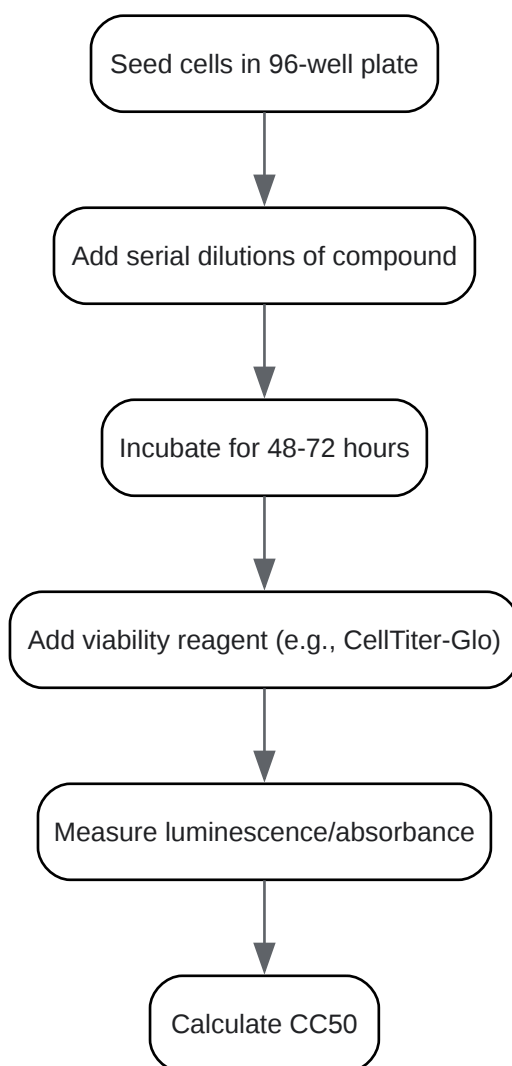 Seed cells in 96-well plate
Add serial dilutions of compound
Incubate for 48-72 hours
Add viability reagent (e.g., CellTiter-Glo)
Measure luminescence/absorbance
Calculate CC50